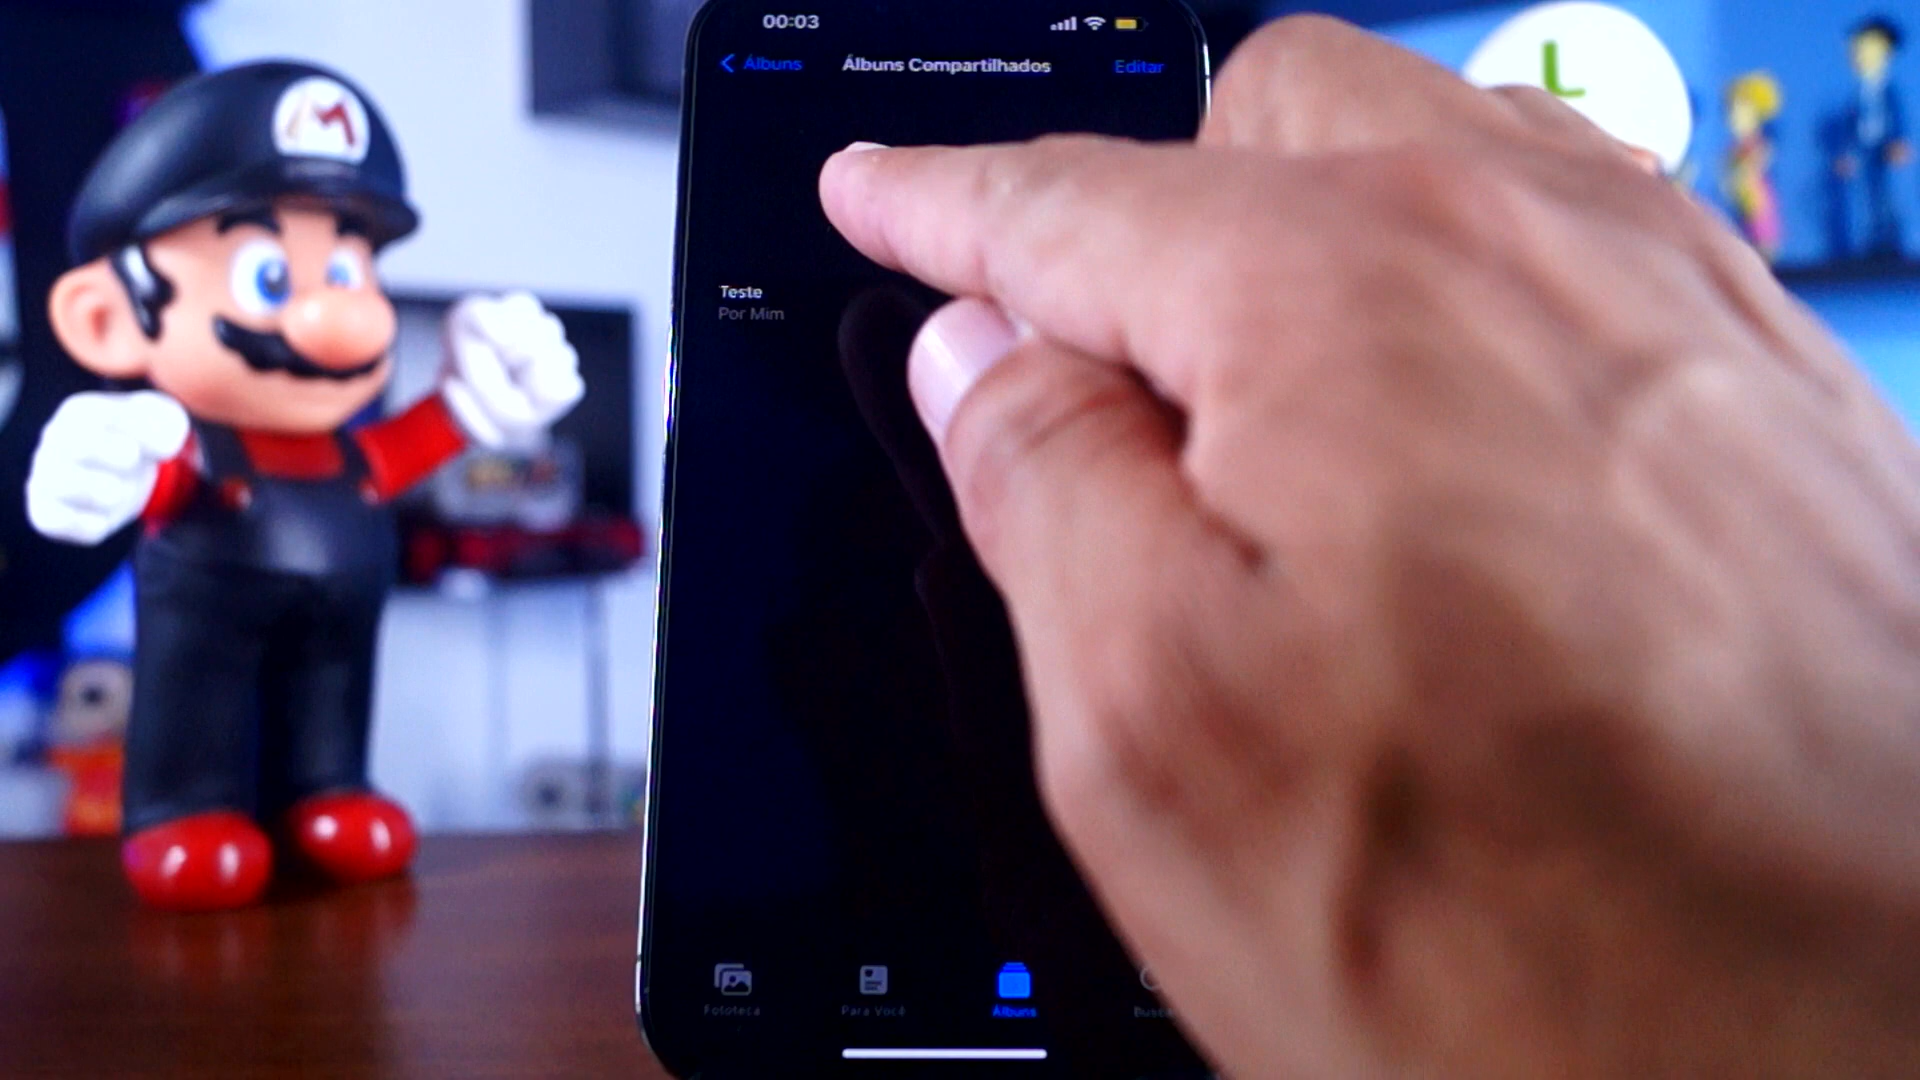 M
L
00:03
Álbuns
Álbuns Compartilhados
Editar
Teste
Por Mim
Fototeca
Para Você
Álbuns